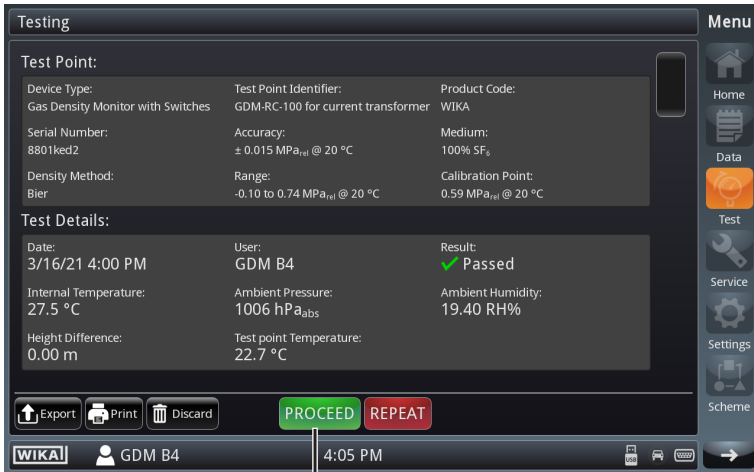 Testing
Menu
Test Point:
Device Type:
Test Point Identifier:
Product Code:
Gas Density Monitor with Switches
GDM-RC-100 for current transformer
WIKA
Serial Number:
Accuracy:
Medium:
8801ked2
± 0.015 MParel @ 20 °C
100% SF6
Density Method:
Range:
Calibration Point:
Bier
-0.10 to 0.74 MParel @ 20 °C
0.59 MParel @ 20 °C
Test Details:
Date:
User:
Result:
3/16/21 4:00 PM
GDM B4
Passed
Internal Temperature:
Ambient Pressure:
Ambient Humidity:
27.5 °C
1006 hPaabs
19.40 RH%
Height Difference:
Test point Temperature:
0.00 m
22.7 °C
Export
Print
Discard
PROCEED
REPEAT
WIKA
GDM B4
4:05 PM
USB
Home
Data
Test
Service
Settings
Scheme